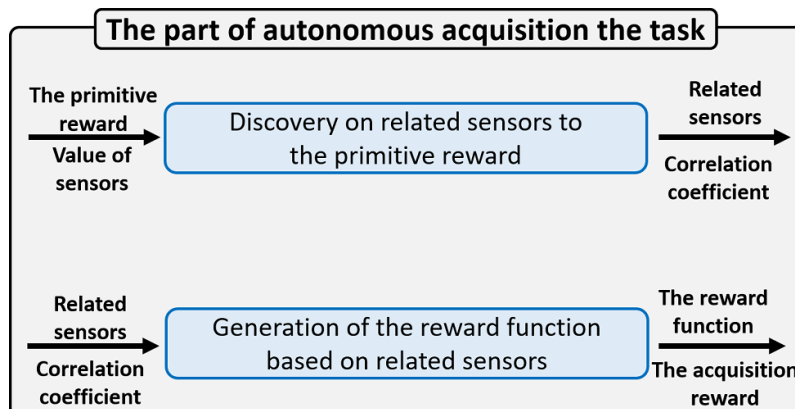 The part of autonomous acquisition the task
The primitive
reward
Value of
sensors
Discovery on related sensors to
the primitive reward
Related
sensors
Correlation
coefficient
Related
sensors
Correlation
coefficient
Generation of the reward function
based on related sensors
The reward
function
The acquisition
reward